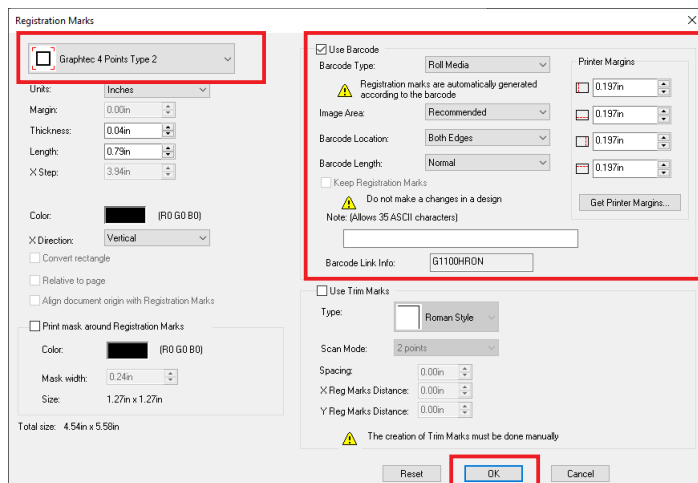 Registration Marks
Graphtec 4 Points Type 2
Units:
Inches
Margin:
0.00in
Thickness:
0.04in
Length:
0.79in
X Step:
3.94in
Color:
(R0 G0 B0)
X Direction:
Vertical
Convert rectangle
Relative to page
Align document origin with Registration Marks
Print mask around Registration Marks
Color:
(R0 G0 B0)
Mask width:
0.24in
Size:
1.27in x 1.27in
Total size: 4.54in x 5.58in
Use Barcode
Barcode Type:
Roll Media
Registration marks are automatically generated
according to the barcode
Image Area:
Recommended
Barcode Location:
Both Edges
Barcode Length:
Normal
Keep Registration Marks
Do not make a changes in a design
Note: (Allows 35 ASCII characters)
Barcode Link Info:
G1100HRON
Printer Margins
0.197in
0.197in
0.197in
0.197in
Get Printer Margins...
Use Trim Marks
Type:
Roman Style
Scan Mode:
2 points
Spacing:
0.00in
X Reg Marks Distance:
0.00in
Y Reg Marks Distance:
0.00in
The creation of Trim Marks must be done manually
Reset
OK
Cancel